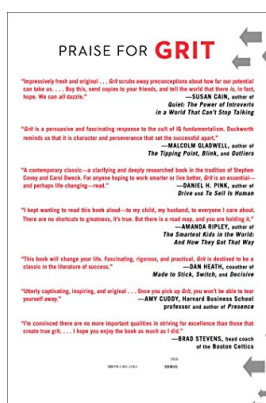 PRAISE FOR GRIT
"Impressively fresh and original . . . Grit scrubs away preconceptions about how far our potential
can take us. . . . Buy this, send copies to your friends, and tell the world that there is, in fact,
hope. We can all dazzle."
—SUSAN CAIN, author of
Quiet: The Power of Introverts
in a World That Can't Stop Talking
"Grit is a persuasive and fascinating response to the cult of IQ fundamentalism. Duckworth
reminds us that it is character and perseverance that set the successful apart."
—MALCOLM GLADWELL, author of
The Tipping Point, Blink, and Outliers
"A contemporary classic—a clarifying and deeply researched book in the tradition of Stephen
Covey and Carol Dweck. For anyone hoping to work smarter or live better, Grit is an essential—
and perhaps life-changing—read."
—DANIEL H. PINK, author of
Drive and To Sell Is Human
"I kept wanting to read this book aloud—to my child, my husband, to everyone I care about.
There are no shortcuts to greatness, it's true. But there is a road map, and you are holding it."
—AMANDA RIPLEY, author of
The Smartest Kids in the World:
And How They Got That Way
"This book will change your life. Fascinating, rigorous, and practical, Grit is destined to be a
classic in the literature of success."
—DAN HEATH, coauthor of
Made to Stick, Switch, and Decisive
"Utterly captivating, inspiring, and original . . . Once you pick up Grit, you won't be able to tear
yourself away."
—AMY CUDDY, Harvard Business School
professor and author of Presence
"I'm convinced there are no more important qualities in striving for excellence than those that
create true grit. . . . I hope you enjoy the book as much as I did."
—BRAD STEVENS, head coach
of the Boston Celtics